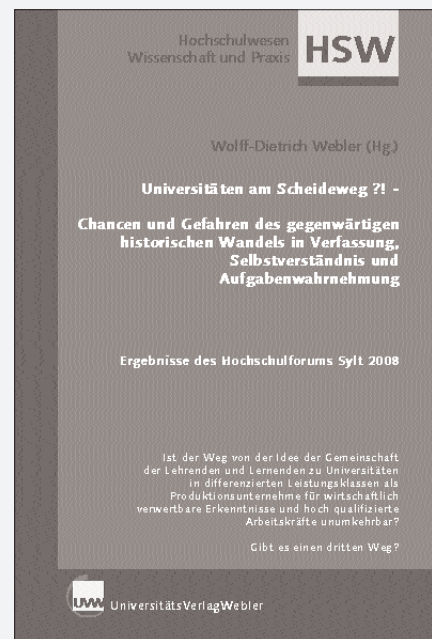 Hochschulwesen
Wissenschaft und Praxis
HSW
Wolff-Dietrich Webler (Hg.)
Universitäten am Scheideweg ?! -
Chancen und Gefahren des gegenwärtigen
historischen Wandels in Verfassung,
Selbstverständnis und
Aufgabenwahrnehmung
Ergebnisse des Hochschulforums Sylt 2008
Ist der Weg von der Idee der Gemeinschaft
der Lehrenden und Lernenden zu Universitäten
in differenzierten Leistungsklassen als
Produktionsunternehme für wirtschaftlich
verwertbare Erkenntnisse und hoch qualifizierte
Arbeitskräfte unumkehrbar?
Gibt es einen dritten Weg?
UVW UniversitätsVerlagWebler